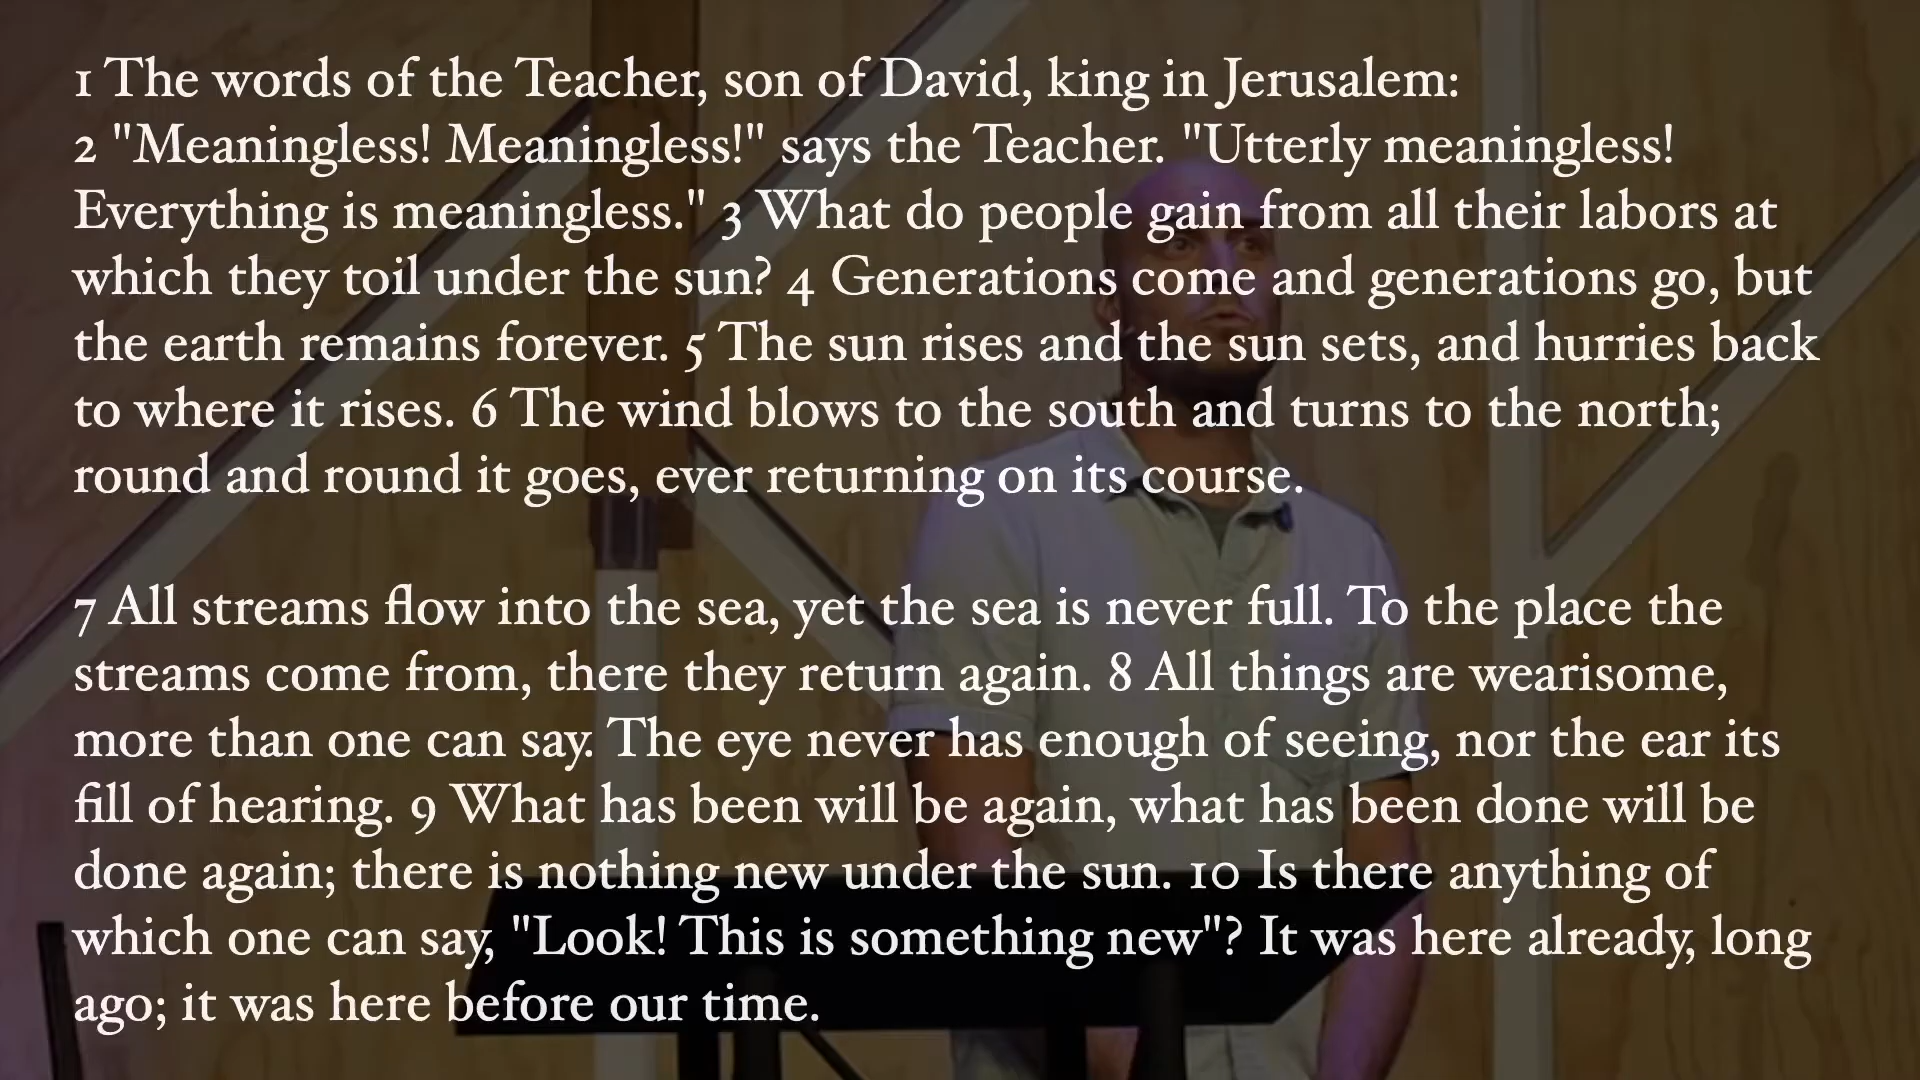 1 The words of the Teacher, son of David, king in Jerusalem:
2 "Meaningless! Meaningless!" says the Teacher. "Utterly meaningless!
Everything is meaningless." 3 What do people gain from all their labors at
which they toil under the sun? 4 Generations come and generations go, but
the earth remains forever. 5 The sun rises and the sun sets, and hurries back
to where it rises. 6 The wind blows to the south and turns to the north;
round and round it goes, ever returning on its course.
7 All streams flow into the sea, yet the sea is never full. To the place the
streams come from, there they return again. 8 All things are wearisome,
more than one can say. The eye never has enough of seeing, nor the ear its
fill of hearing. 9 What has been will be again, what has been done will be
done again; there is nothing new under the sun. 10 Is there anything of
which one can say, "Look! This is something new"? It was here already, long
ago; it was here before our time.